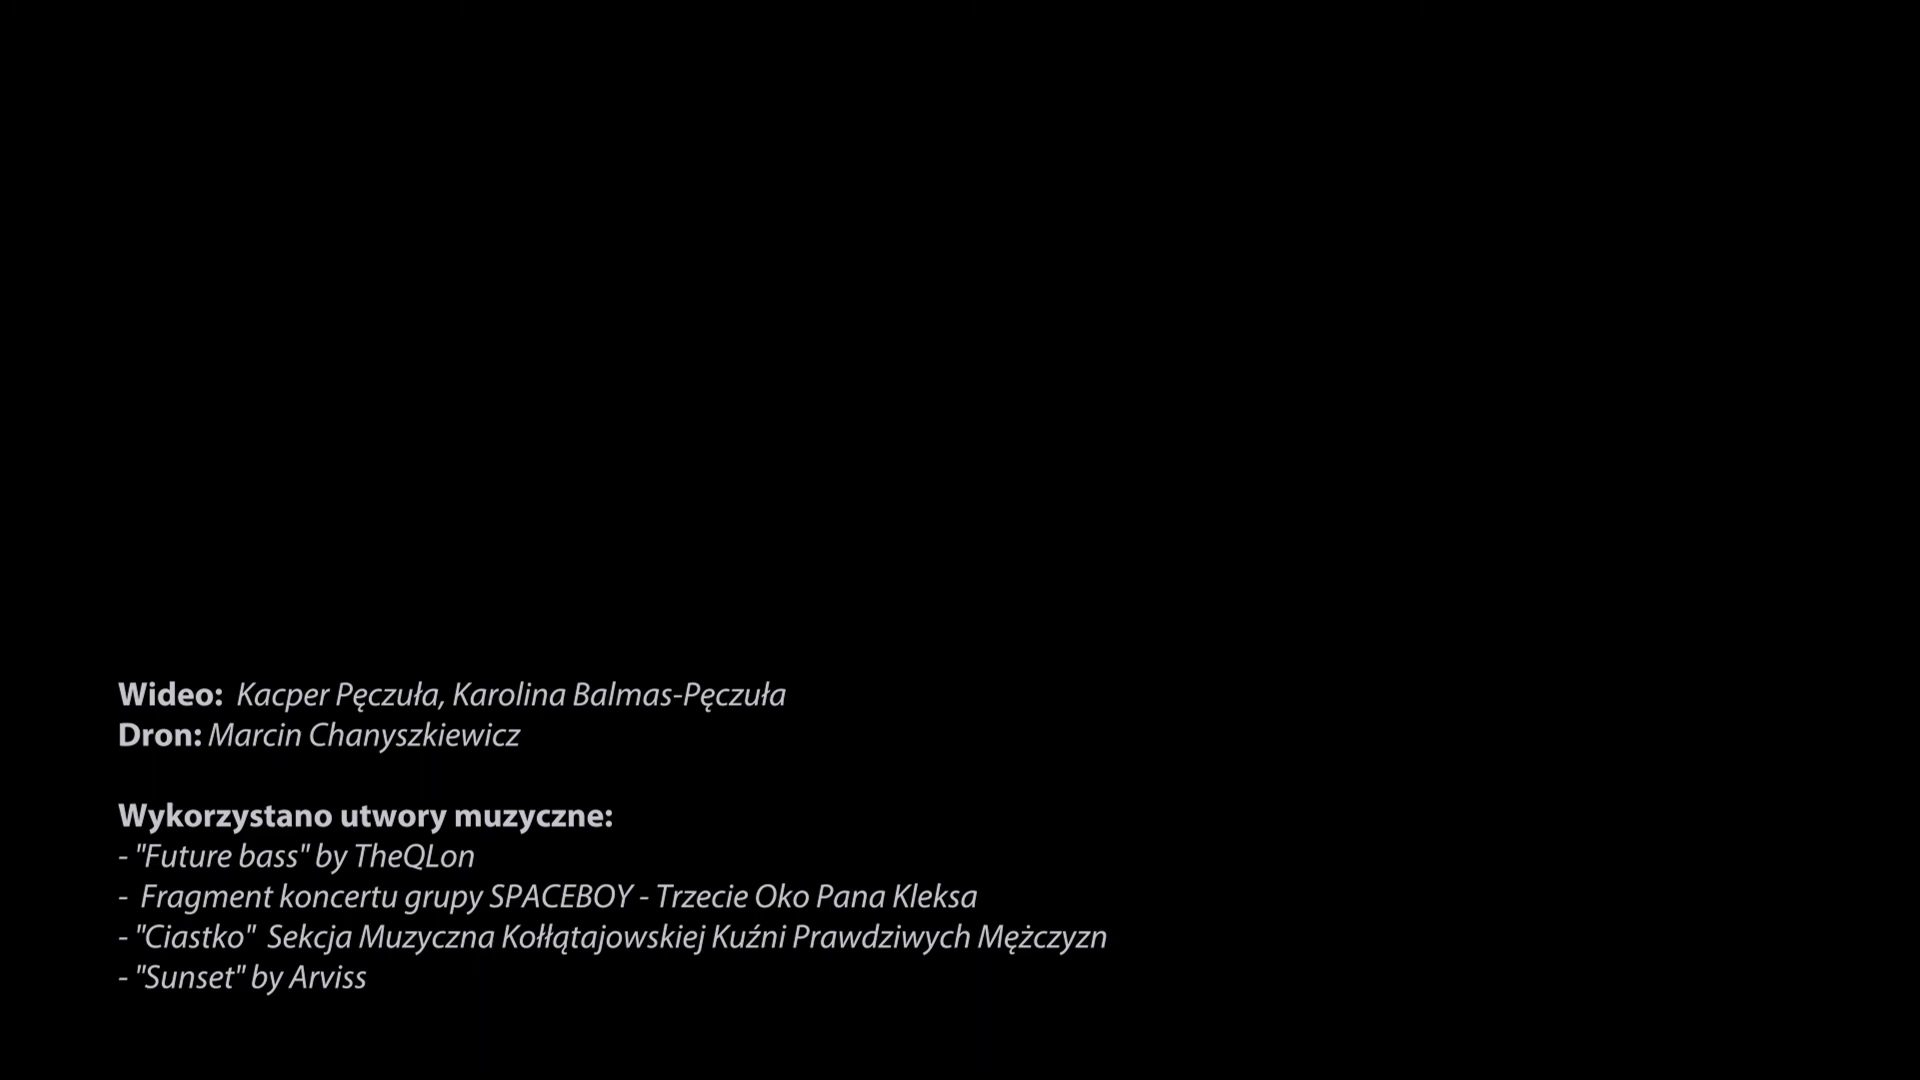 Wideo: Kacper Pęczuła, Karolina Balmas-Pęczuła
Dron: Marcin Chanyszkiewicz
Wykorzystano utwory muzyczne:
- "Future bass" by TheQLon
- Fragment koncertu grupy SPACEBOY - Trzecie Oko Pana Kleksa
- "Ciastko" Sekcja Muzyczna Kołłątajowskiej Kuźni Prawdziwych Mężczyzn
- "Sunset" by Arviss